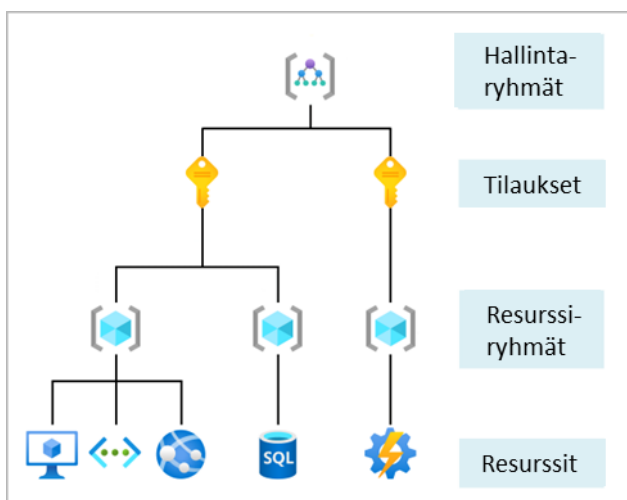 Hallinta-
ryhmät
Tilaukset
Resurssi-
ryhmät
SQL
Resurssit